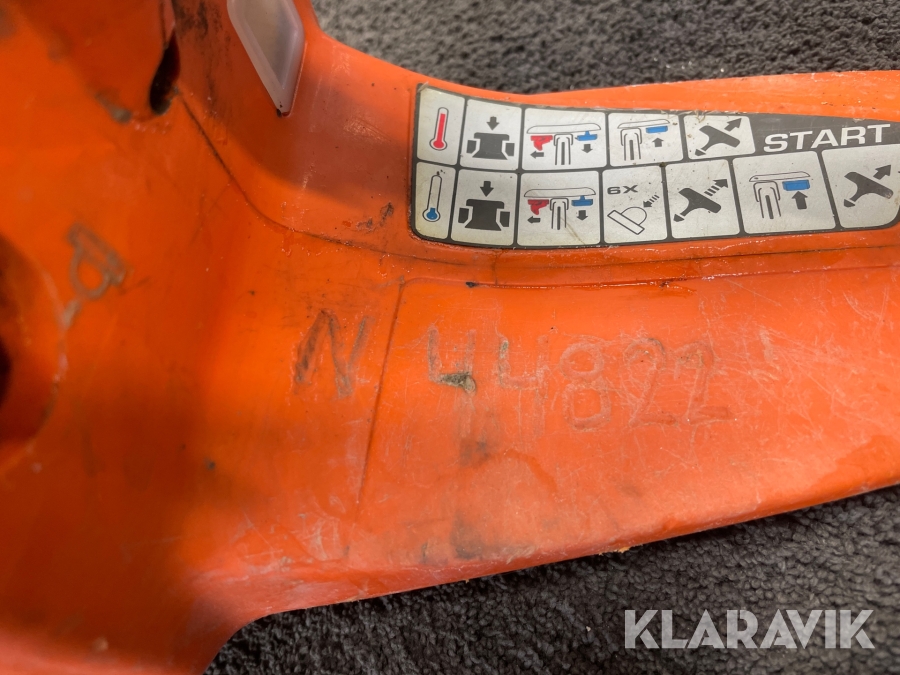 START
6X
N 44822
KLARAVIK